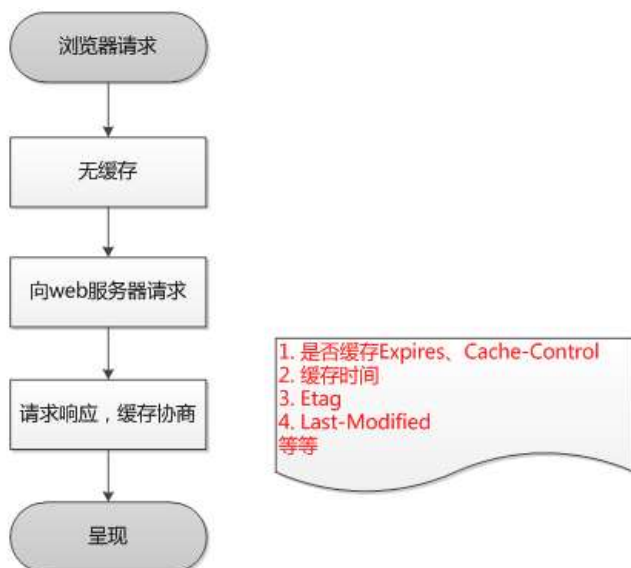 浏览器请求
无缓存
向web服务器请求
请求响应，缓存协商
呈现
1. 是否缓存Expires、Cache-Control
2. 缓存时间
3. Etag
4. Last-Modified
等等